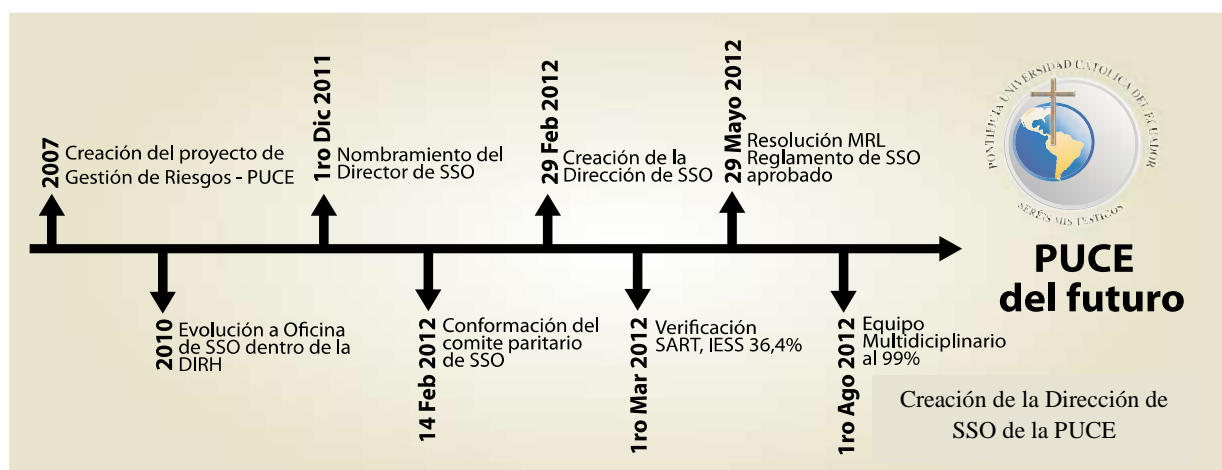 2007
Creación del proyecto de
Gestión de Riesgos - PUCE
2010
Evolución a Oficina
de SSO dentro de la
DIRH
1ro Dic 2011
Nombramiento del
Director de SSO
14 Feb 2012
Conformación del
comite paritario
de SSO
29 Feb 2012
Creación de la
Dirección de SSO
1ro Mar 2012
Verificación
SART, IESS 36,4%
29 Mayo 2012
Resolución MRL
Reglamento de SSO
aprobado
1ro Ago 2012
Equipo
Multidiciplinario
al 99%
PONTIFICIA UNIVERSIDAD CATOLICA DEL ECUADOR
SERÉIS MIS TESTIGOS
PUCE
del futuro
Creación de la Dirección de
SSO de la PUCE